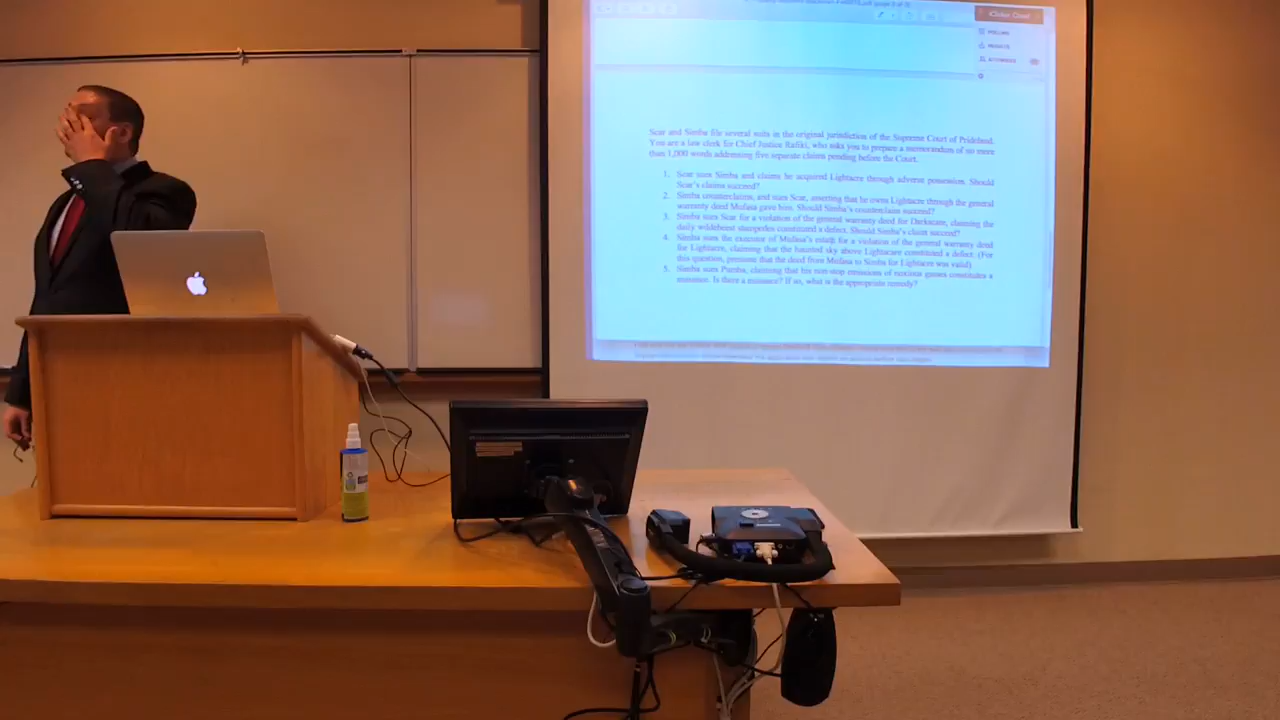 iClicker Cloud
POLLING
RESULTS
Scar and Simba file several suits in the original jurisdiction of the Supreme Court of Prideland.
You are a law clerk for Chief Justice Rafiki, who asks you to prepare a memorandum of no more
than 1,000 words addressing five separate claims pending before the Court.
1. Scar sues Simba and claims he acquired Lightacre through adverse possession. Should
Scar's claims succeed?
2. Simba counterclaims, and sues Scar, asserting that he owns Lightacre through the general
warranty deed Mufasa gave him. Should Simba's counterclaim succeed?
3. Simba sues Scar for a violation of the general warranty deed for Darkacre, claiming the
daily wildebeest stampedes constituted a defect. Should Simba's claim succeed?
4. Simba sues the executor of Mufasa's estate for a violation of the general warranty deed
for Lightacre, claiming that the haunted sky above Lightacre constituted a defect. (For
this question, presume that the deed from Mufasa to Simba for Lightacre was valid)
5. Simba sues Pumba, claiming that his non-stop emissions of noxious gasses constitutes a
nuisance. Is there a nuisance? If so, what is the appropriate remedy?